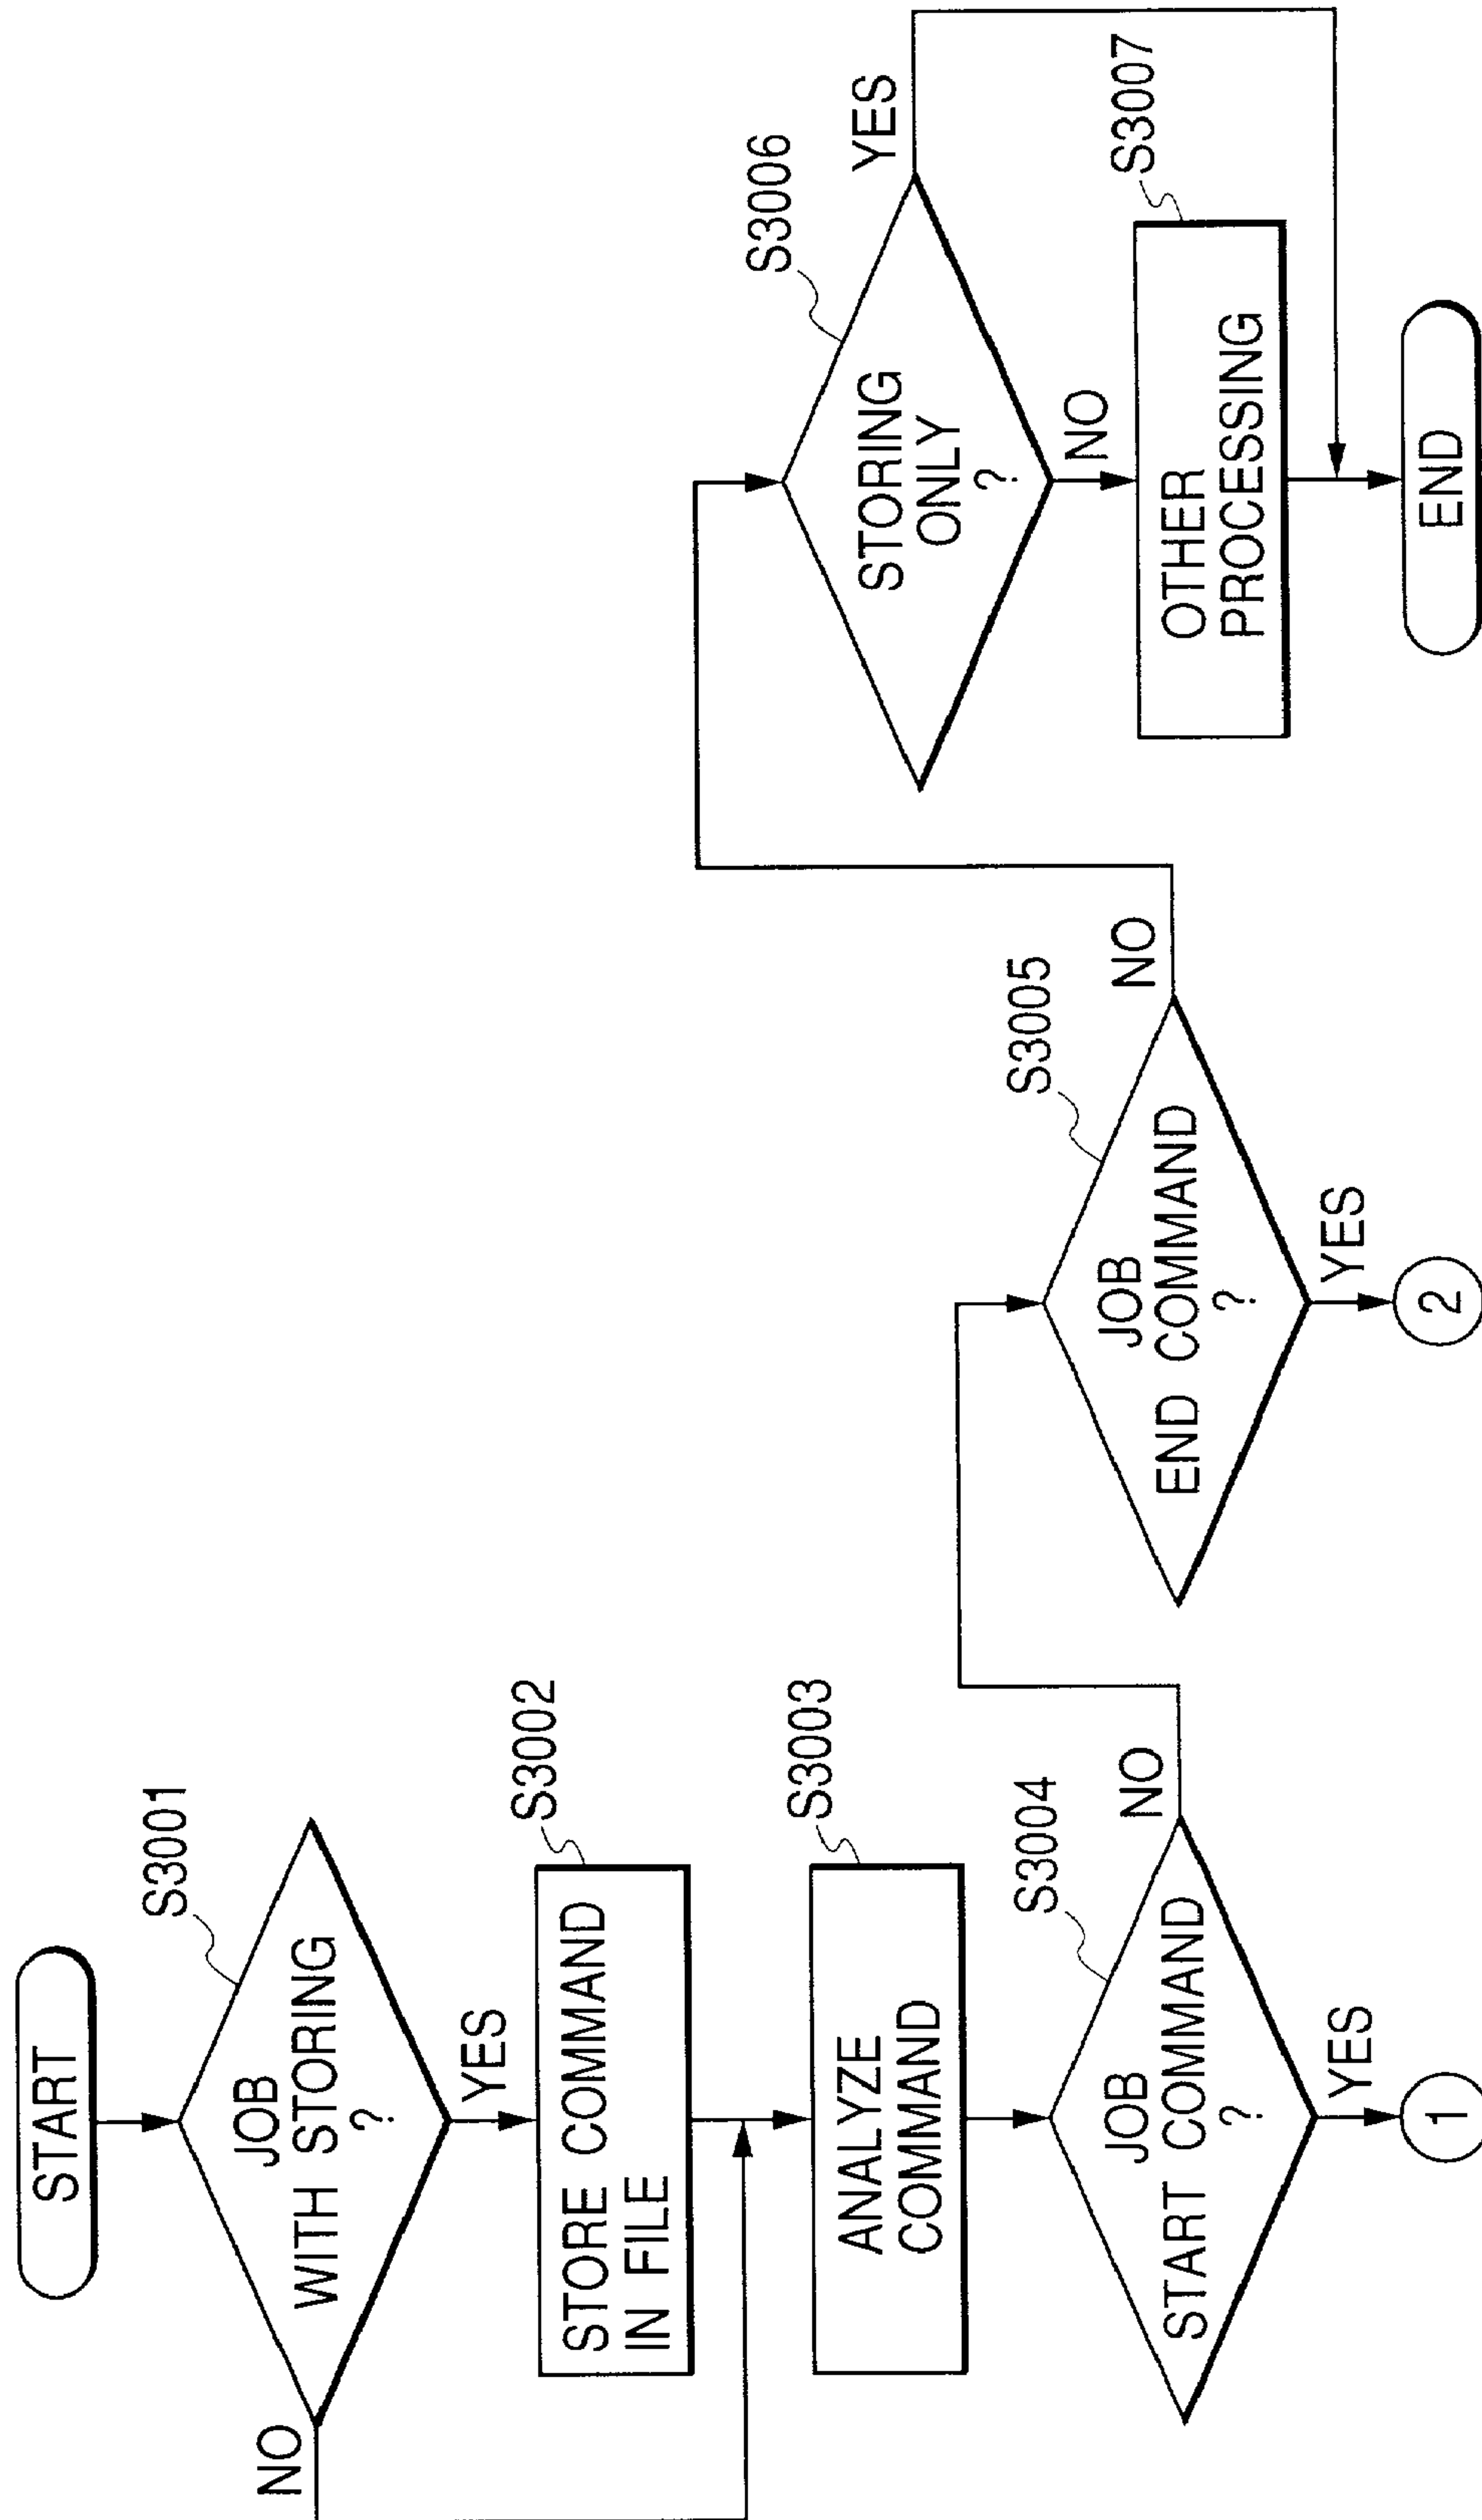 START
S3001
JOB
WITH STORING
?
NO
YES
S3002
STORE COMMAND
IN FILE
S3003
ANALYZE
COMMAND
S3004
JOB
START COMMAND
?
NO
YES
1
S3005
JOB
END COMMAND
?
NO
YES
2
S3006
STORING
ONLY
?
YES
NO
S3007
OTHER
PROCESSING
END